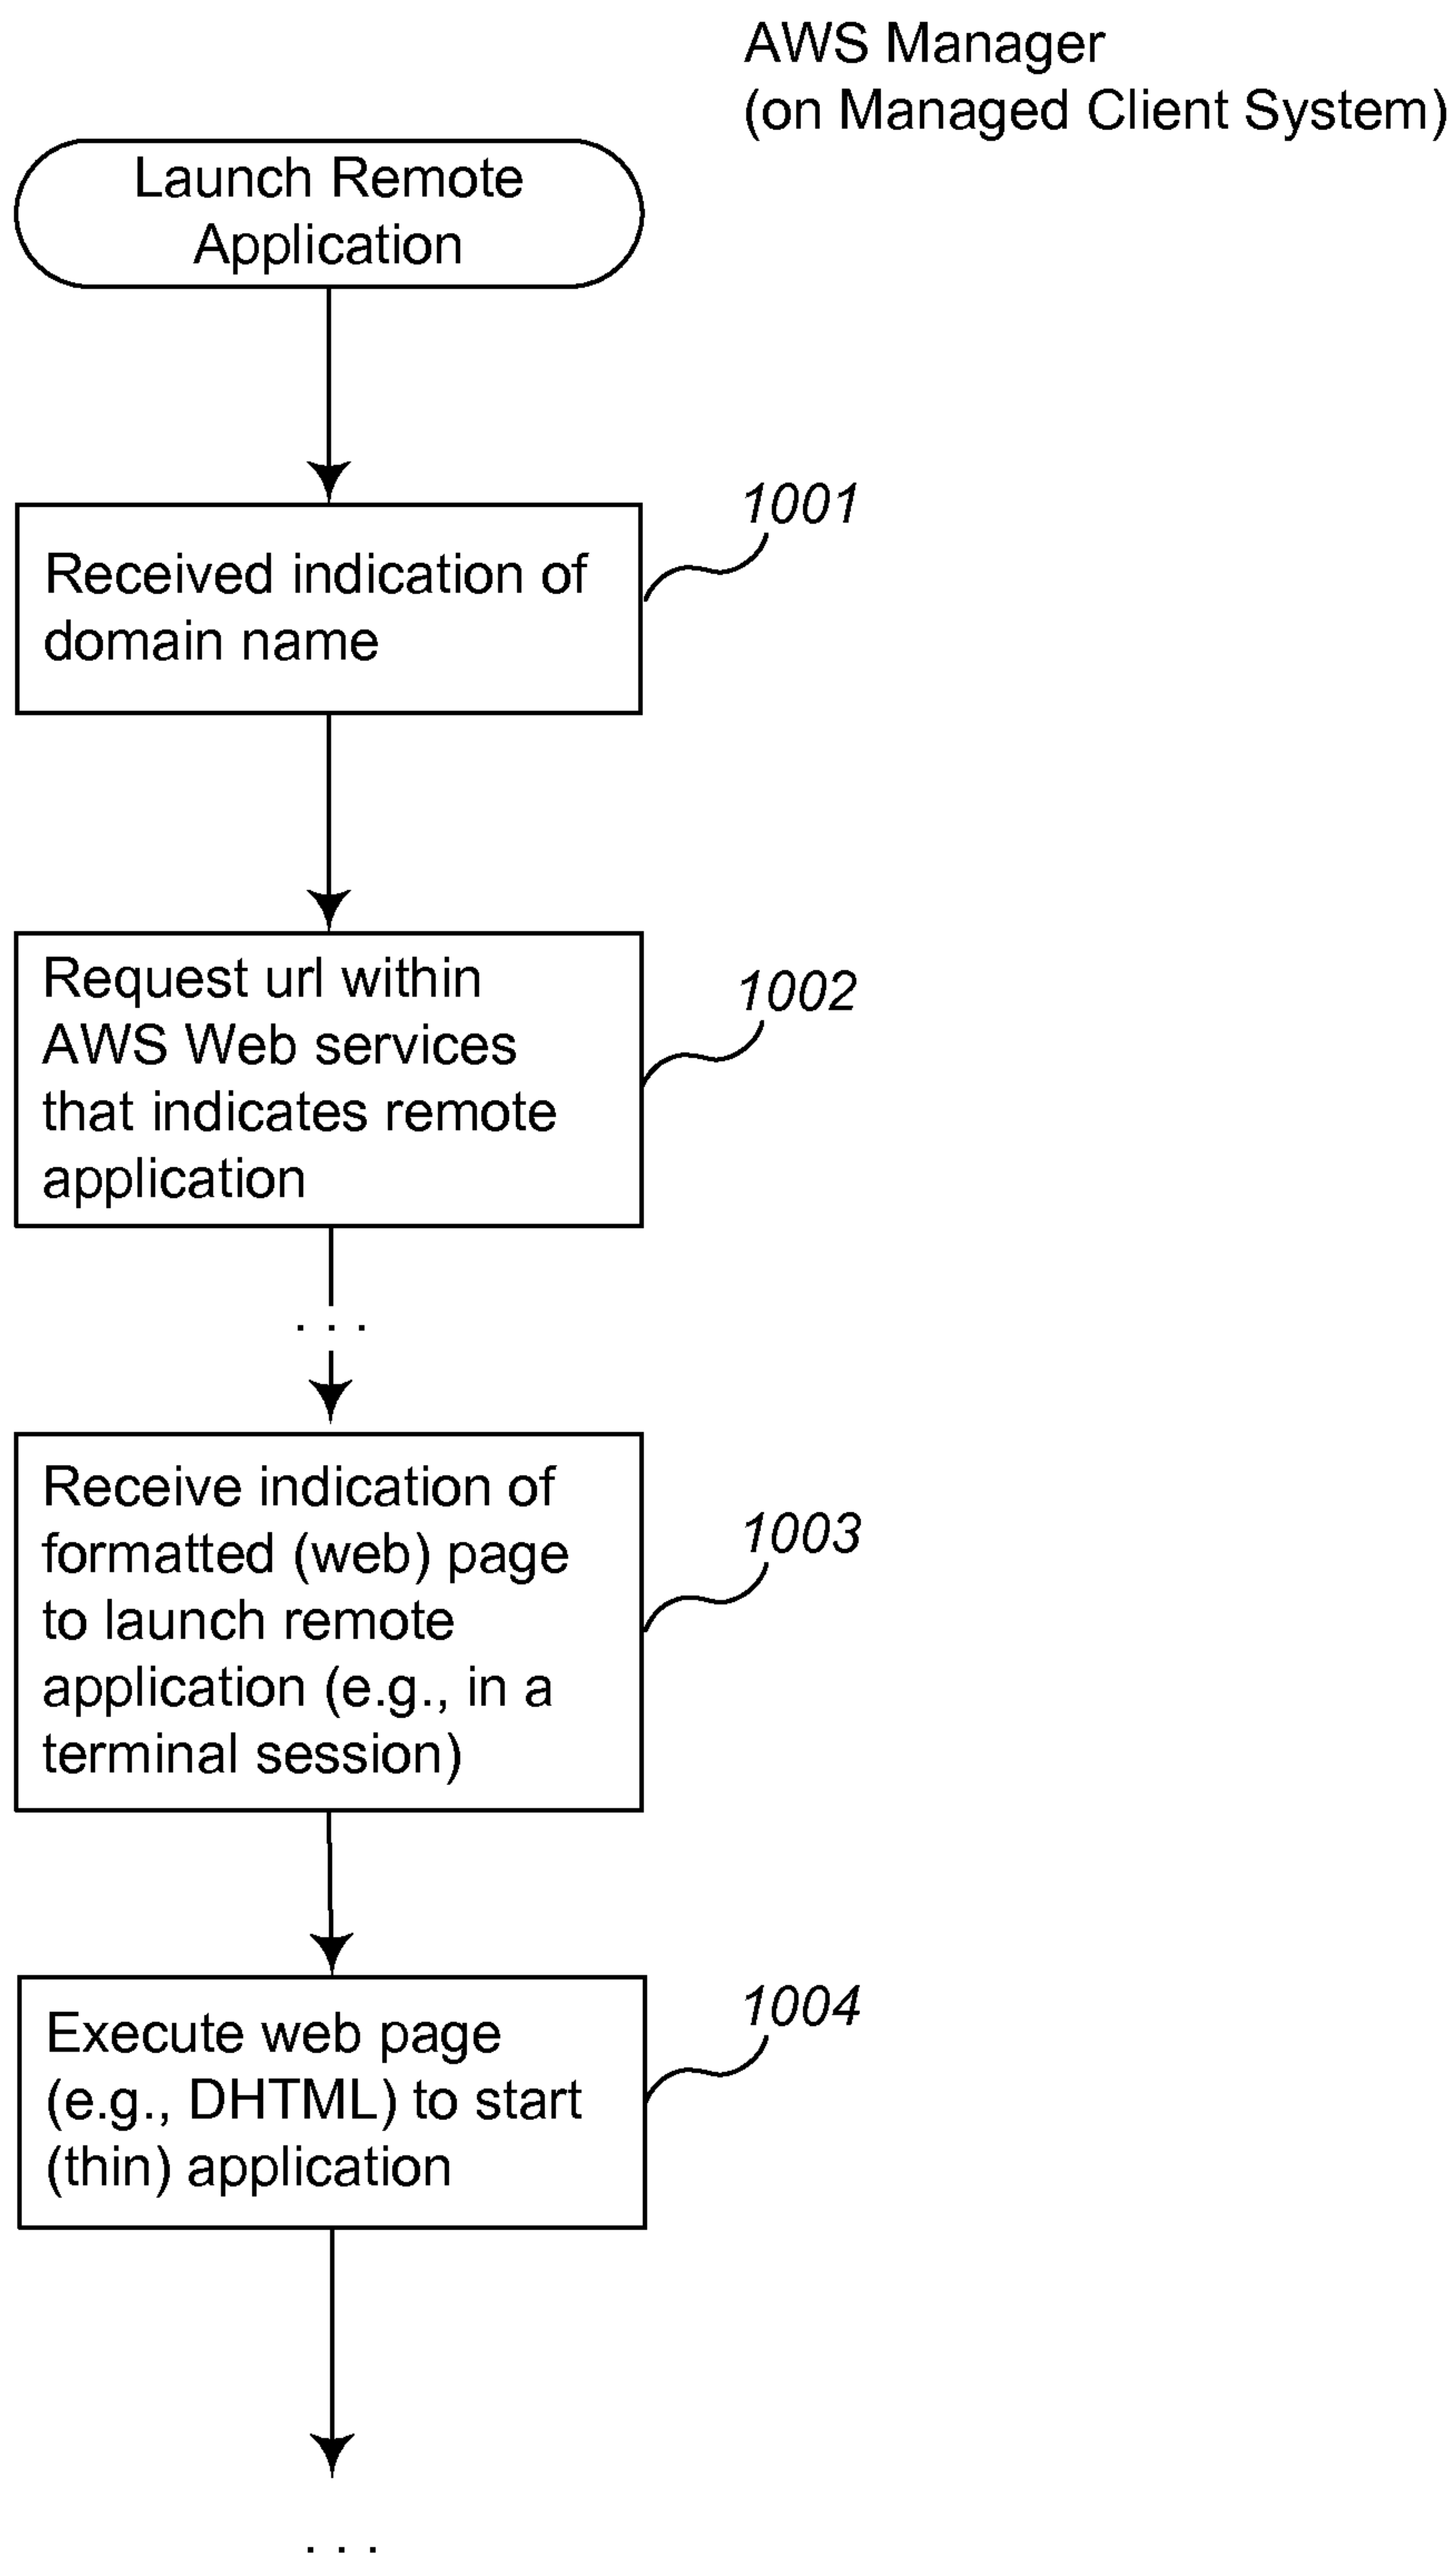 AWS Manager
(on Managed Client System)
Launch Remote
Application
1001
Received indication of
domain name
1002
Request url within
AWS Web services
that indicates remote
application
. . .
1003
Receive indication of
formatted (web) page
to launch remote
application (e.g., in a
terminal session)
1004
Execute web page
(e.g., DHTML) to start
(thin) application
. . .